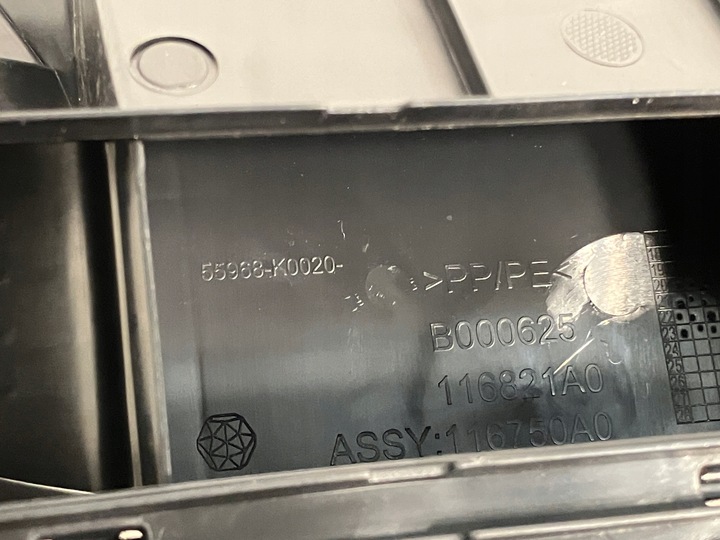 55968-K0020-
>PP/PE<
B000625
116821A0
ASSY:116750A0